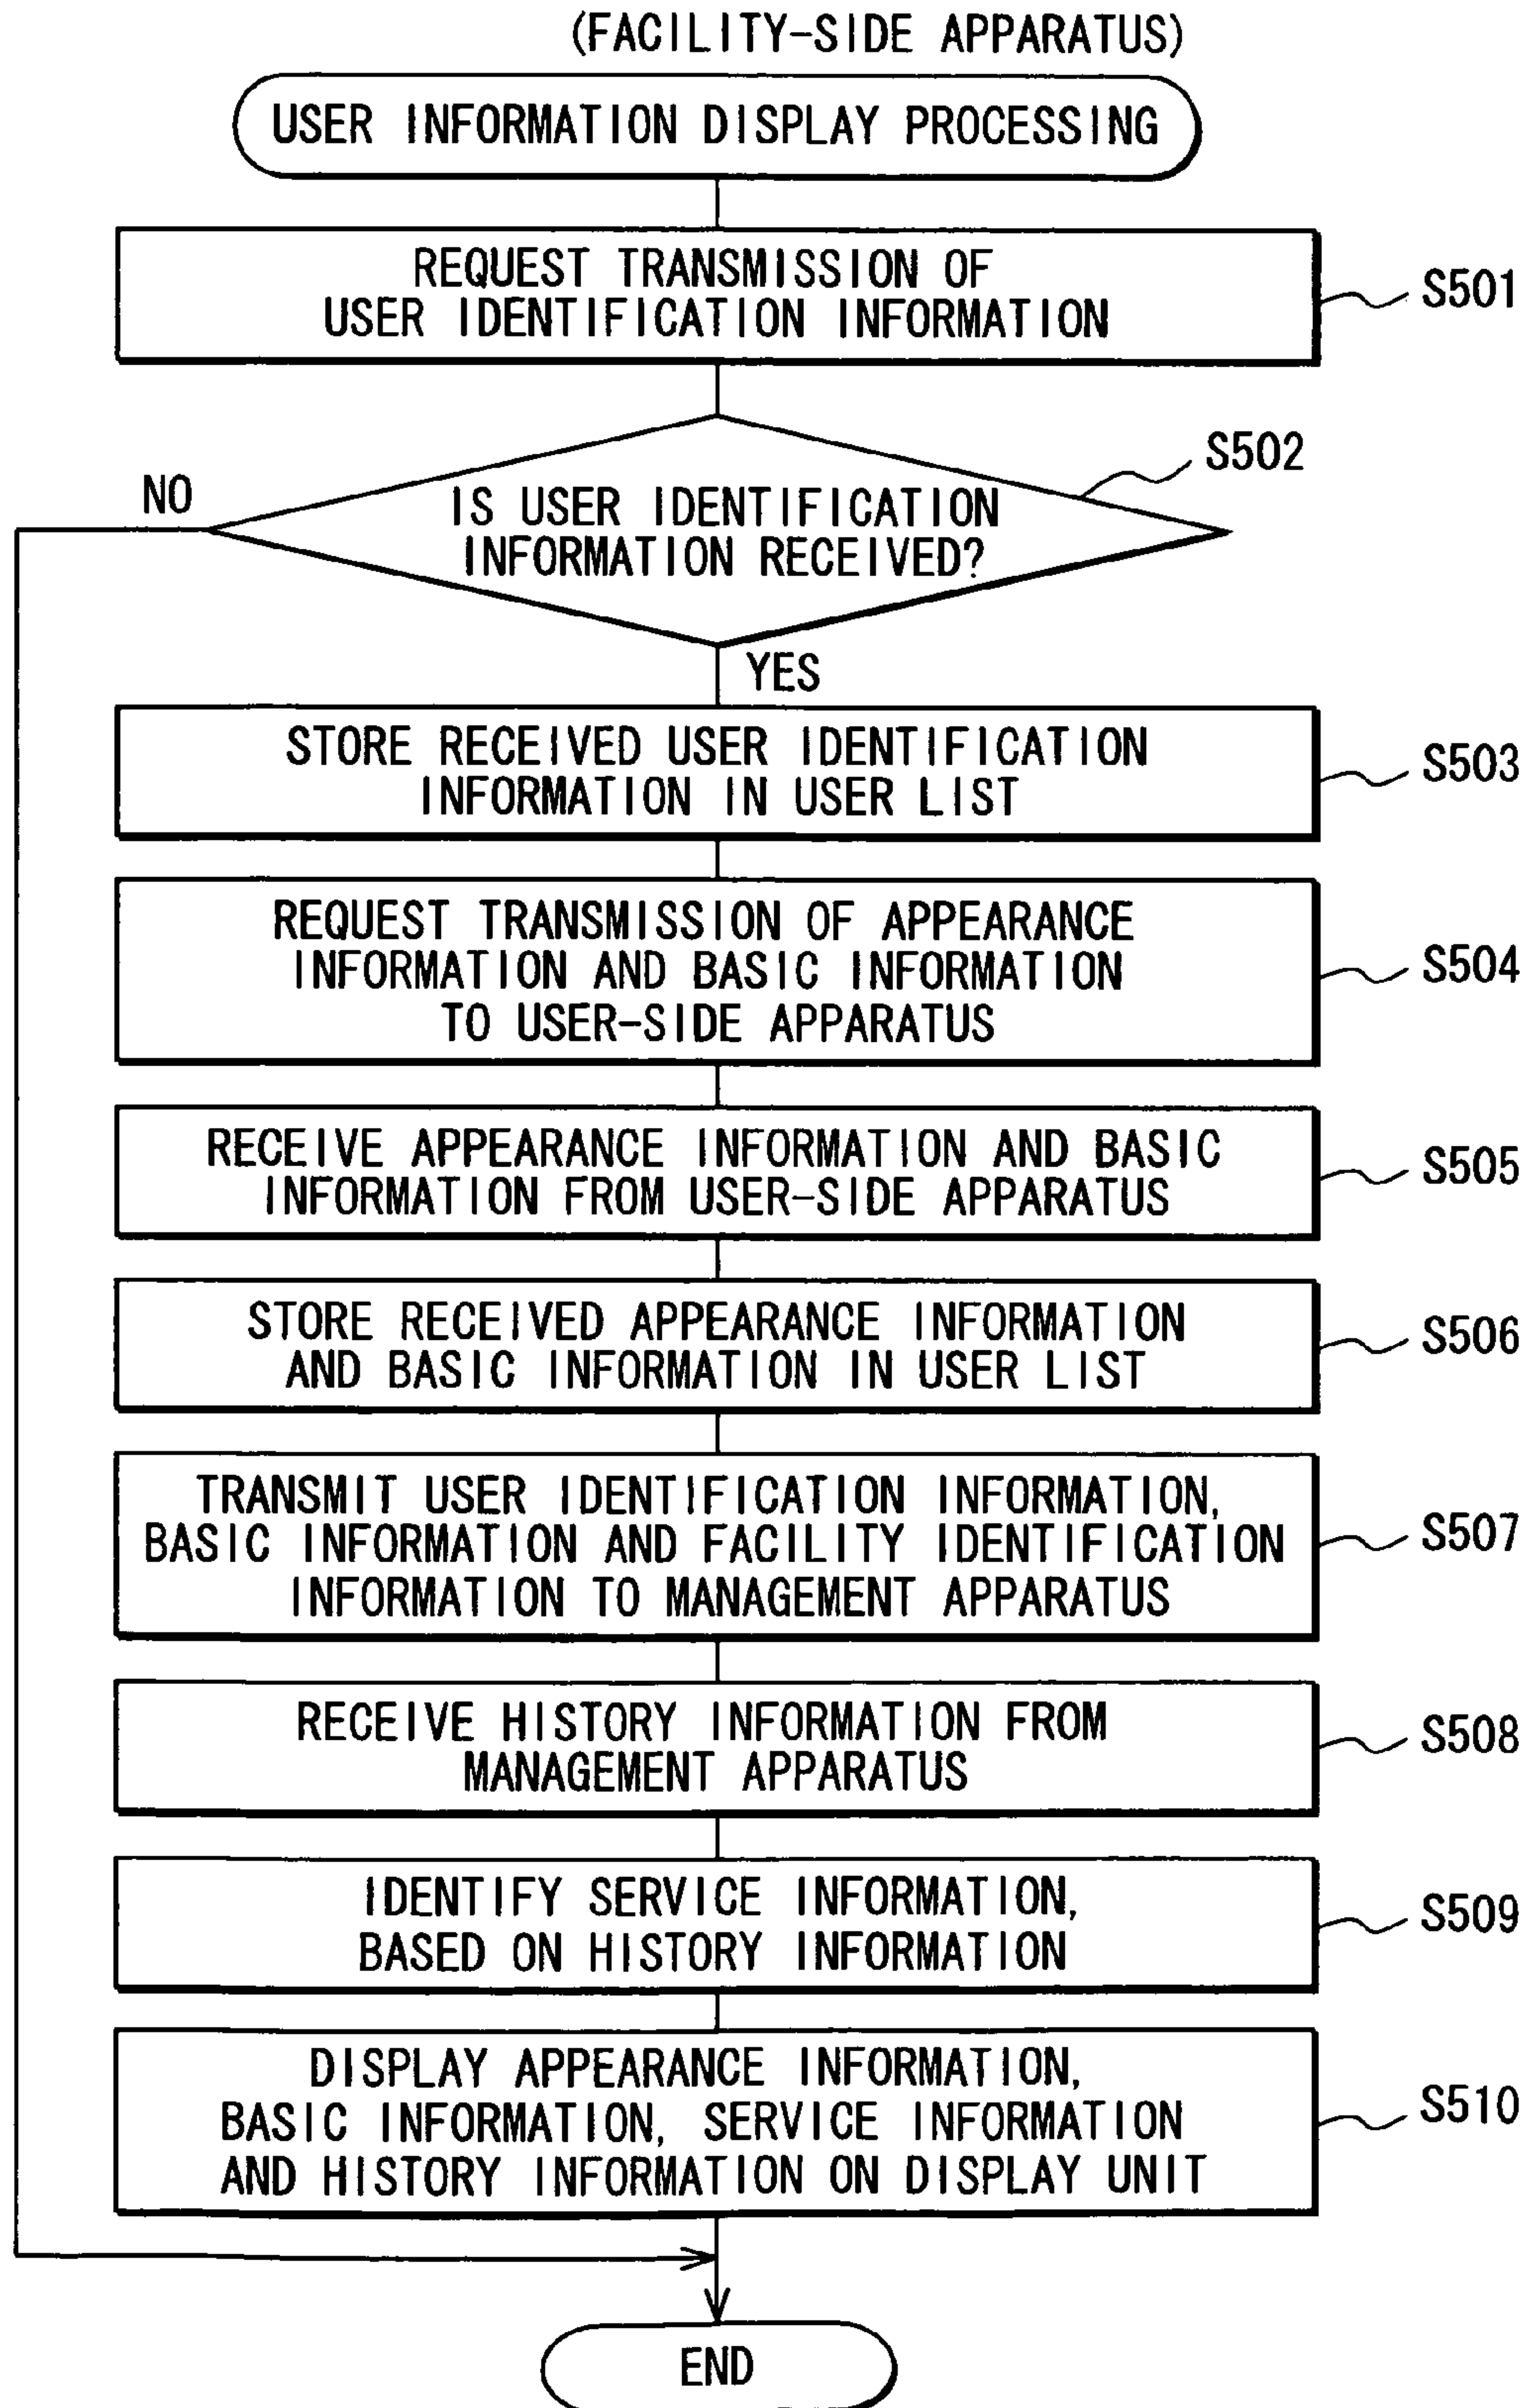 (FACILITY-SIDE APPARATUS)
USER INFORMATION DISPLAY PROCESSING
REQUEST TRANSMISSION OF
USER IDENTIFICATION INFORMATION
S501
S502
NO
IS USER IDENTIFICATION
INFORMATION RECEIVED?
YES
STORE RECEIVED USER IDENTIFICATION
INFORMATION IN USER LIST
S503
REQUEST TRANSMISSION OF APPEARANCE
INFORMATION AND BASIC INFORMATION
TO USER-SIDE APPARATUS
S504
RECEIVE APPEARANCE INFORMATION AND BASIC
INFORMATION FROM USER-SIDE APPARATUS
S505
STORE RECEIVED APPEARANCE INFORMATION
AND BASIC INFORMATION IN USER LIST
S506
TRANSMIT USER IDENTIFICATION INFORMATION,
BASIC INFORMATION AND FACILITY IDENTIFICATION
INFORMATION TO MANAGEMENT APPARATUS
S507
RECEIVE HISTORY INFORMATION FROM
MANAGEMENT APPARATUS
S508
IDENTIFY SERVICE INFORMATION,
BASED ON HISTORY INFORMATION
S509
DISPLAY APPEARANCE INFORMATION,
BASIC INFORMATION, SERVICE INFORMATION
AND HISTORY INFORMATION ON DISPLAY UNIT
S510
END